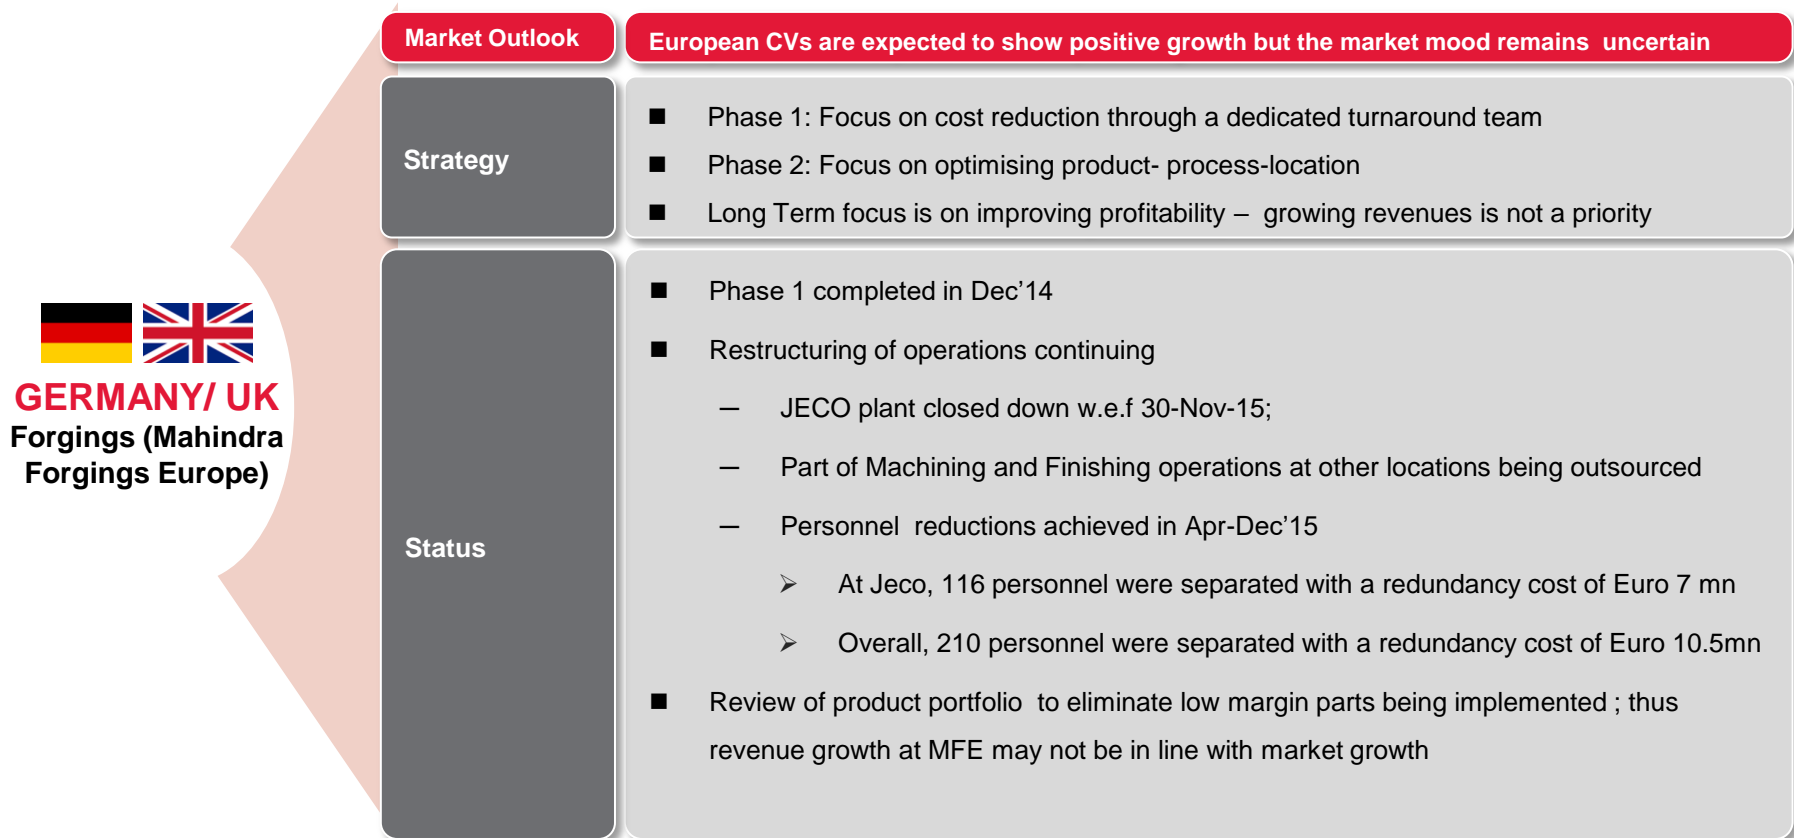 Market Outlook
European CVs are expected to show positive growth but the market mood remains uncertain
Strategy
■ Phase 1: Focus on cost reduction through a dedicated turnaround team
■ Phase 2: Focus on optimising product- process-location
■ Long Term focus is on improving profitability – growing revenues is not a priority
GERMANY/ UK
Forgings (Mahindra
Forgings Europe)
Status
■ Phase 1 completed in Dec’14
■ Restructuring of operations continuing
― JECO plant closed down w.e.f 30-Nov-15;
― Part of Machining and Finishing operations at other locations being outsourced
― Personnel reductions achieved in Apr-Dec’15
➢ At Jeco, 116 personnel were separated with a redundancy cost of Euro 7 mn
➢ Overall, 210 personnel were separated with a redundancy cost of Euro 10.5mn
■ Review of product portfolio to eliminate low margin parts being implemented ; thus
revenue growth at MFE may not be in line with market growth